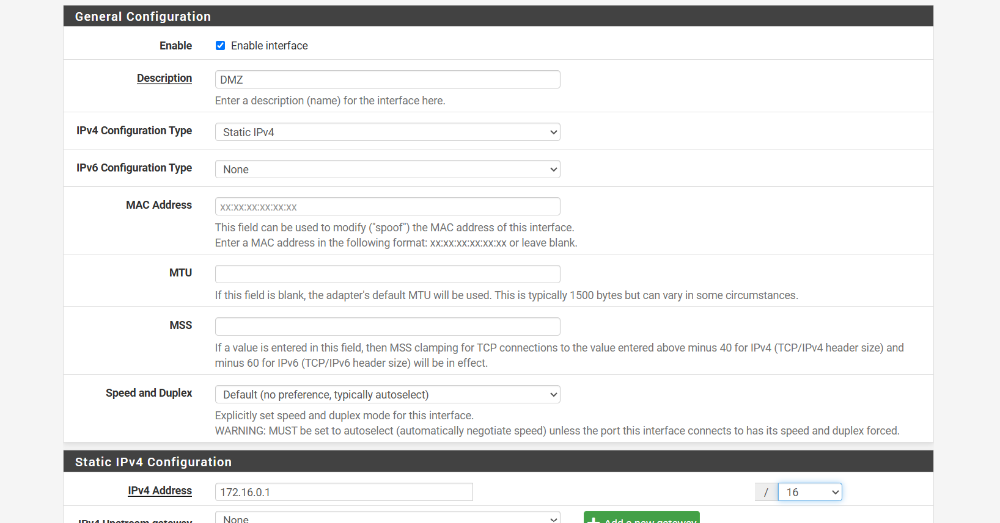 General Configuration
Enable
Enable interface
Description
DMZ
Enter a description (name) for the interface here.
IPv4 Configuration Type
Static IPv4
IPv6 Configuration Type
None
MAC Address
xx:xx:xx:xx:xx:xx
This field can be used to modify ("spoof") the MAC address of this interface.
Enter a MAC address in the following format: xx:xx:xx:xx:xx:xx or leave blank.
MTU
If this field is blank, the adapter's default MTU will be used. This is typically 1500 bytes but can vary in some circumstances.
MSS
If a value is entered in this field, then MSS clamping for TCP connections to the value entered above minus 40 for IPv4 (TCP/IPv4 header size) and
minus 60 for IPv6 (TCP/IPv6 header size) will be in effect.
Speed and Duplex
Default (no preference, typically autoselect)
Explicitly set speed and duplex mode for this interface.
WARNING: MUST be set to autoselect (automatically negotiate speed) unless the port this interface connects to has its speed and duplex forced.
Static IPv4 Configuration
IPv4 Address
172.16.0.1
/ 16
IPv4 Upstream gateway
None
Add a new gateway